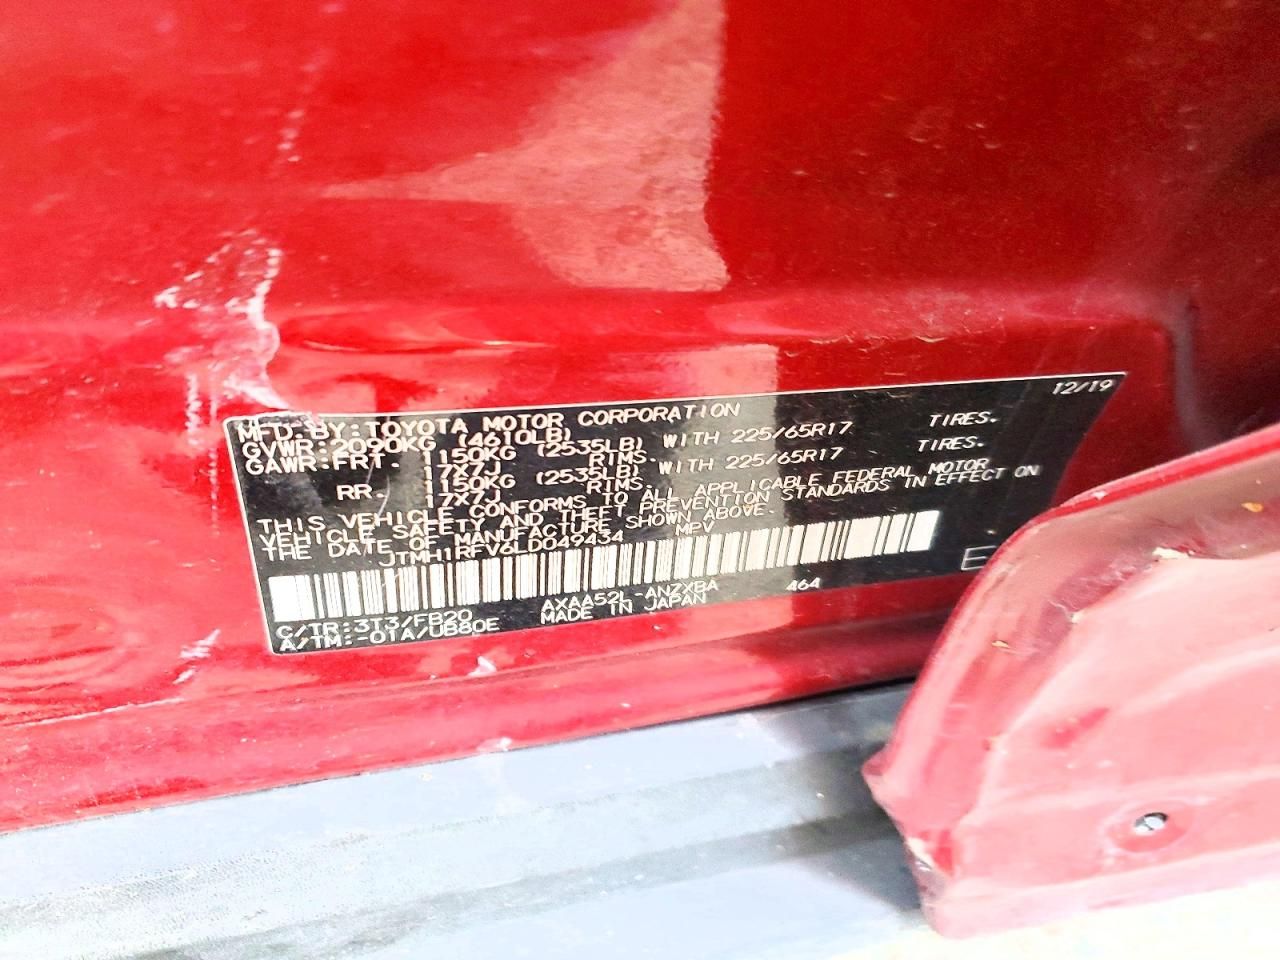 12/19
MFD. BY: TOYOTA MOTOR CORPORATION
GVWR: 2090KG (4610LB)
GAWR: FRT. 1150KG (2535LB) WITH 225/65R17 TIRES.
17X7J RIMS.
RR. 1150KG (2535LB) WITH 225/65R17 TIRES.
17X7J RIMS.
THIS VEHICLE CONFORMS TO ALL APPLICABLE FEDERAL MOTOR
VEHICLE SAFETY AND THEFT PREVENTION STANDARDS IN EFFECT ON
THE DATE OF MANUFACTURE SHOWN ABOVE.
JTMH1RFV6LD049434 MPV
C/TR: 3T3/FB20 AXAA52L-ANZXBA 464
A/TM: -01A/UB80E MADE IN JAPAN